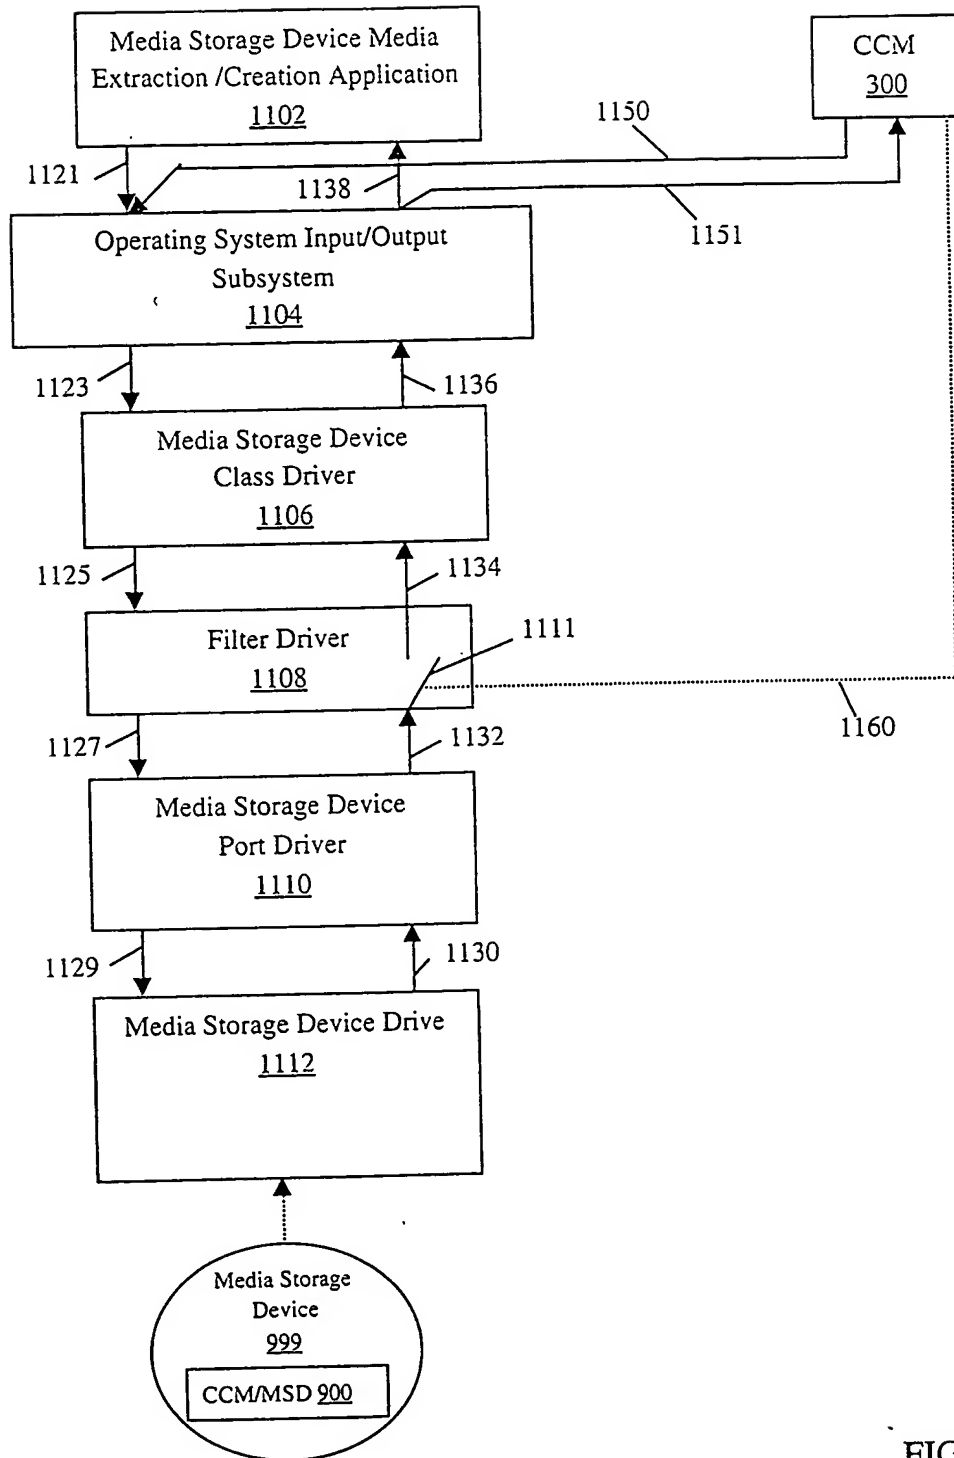 Media Storage Device Media
Extraction /Creation Application
1102
CCM
300
1150
1121
1138
1151
Operating System Input/Output
Subsystem
1104
1123
1136
Media Storage Device
Class Driver
1106
1125
1134
Filter Driver
1108
1111
1160
1127
1132
Media Storage Device
Port Driver
1110
1129
1130
Media Storage Device Drive
1112
Media Storage
Device
999
CCM/MSD 900